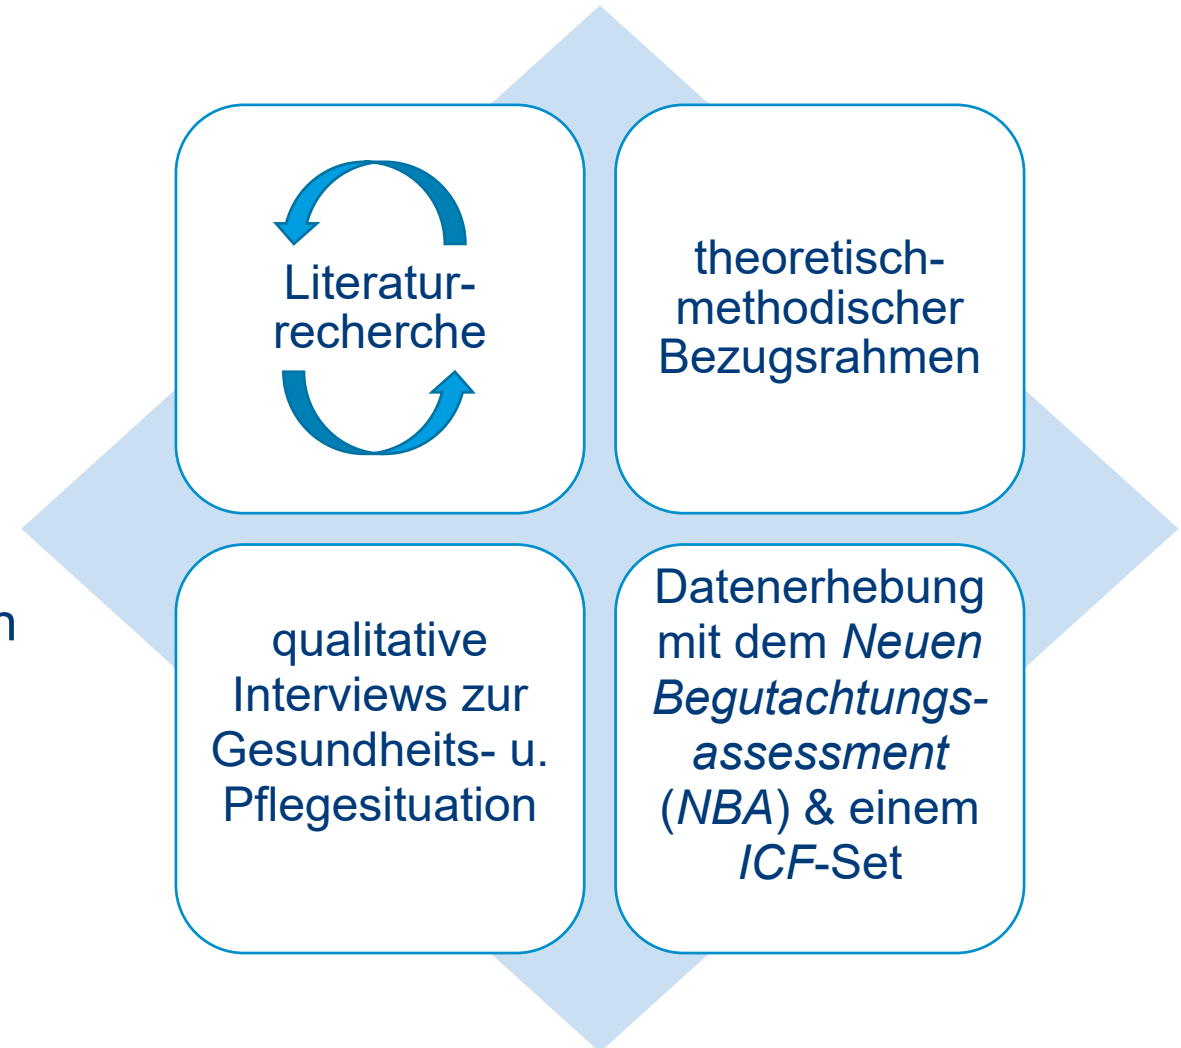 Literatur-
recherche
theoretisch-
methodischer
Bezugsrahmen
n
qualitative
Interviews zur
Gesundheits- u.
Pflegesituation
Datenerhebung
mit dem Neuen
Begutachtungs-
assessment
(NBA) & einem
ICF-Set